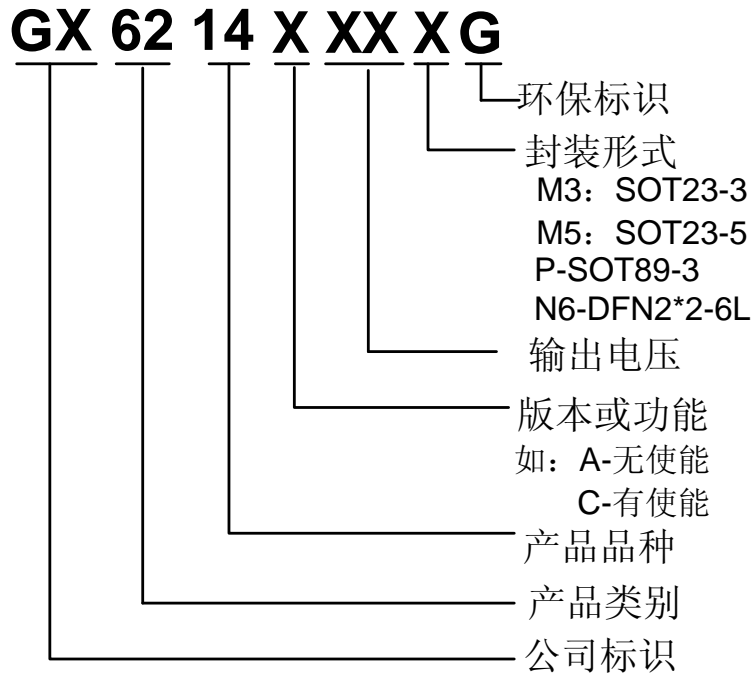 GX 62 14 X XX X G
环保标识
封装形式
M3：SOT23-3
M5：SOT23-5
P-SOT89-3
N6-DFN2*2-6L
输出电压
版本或功能
如：A-无使能
C-有使能
产品品种
产品类别
公司标识